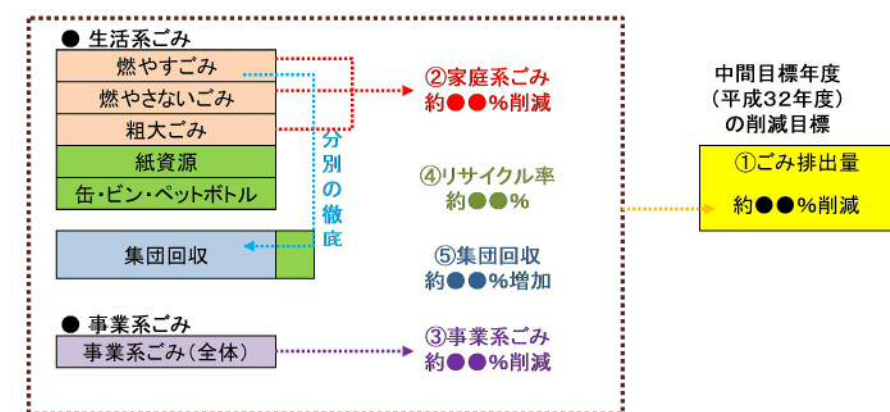 ● 生活系ごみ
燃やすごみ
燃やさないごみ
粗大ごみ
紙資源
缶・ビン・ペットボトル
分別の徹底
集団回収
● 事業系ごみ
事業系ごみ(全体)
②家庭系ごみ
約●●%削減
④リサイクル率
約●●%
⑤集団回収
約●●%増加
③事業系ごみ
約●●%削減
中間目標年度
(平成32年度)
の削減目標
①ごみ排出量
約●●%削減